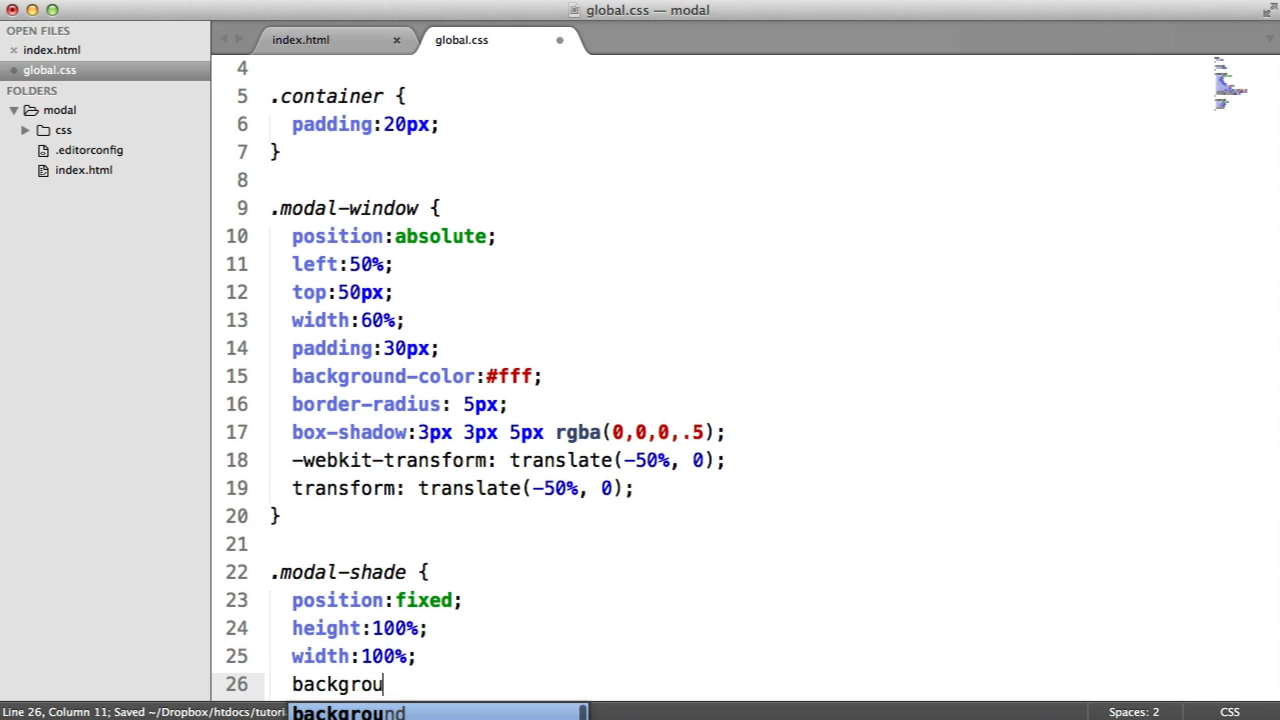 global.css — modal
OPEN FILES
index.html
global.css
FOLDERS
modal
css
.editorconfig
index.html
index.html
global.css
4
5 .container {
6 padding:20px;
7 }
8
9 .modal-window {
10 position:absolute;
11 left:50%;
12 top:50px;
13 width:60%;
14 padding:30px;
15 background-color:#fff;
16 border-radius: 5px;
17 box-shadow:3px 3px 5px rgba(0,0,0,.5);
18 -webkit-transform: translate(-50%, 0);
19 transform: translate(-50%, 0);
20 }
21
22 .modal-shade {
23 position:fixed;
24 height:100%;
25 width:100%;
26 backgrou
background
Line 26, Column 11; Saved ~/Dropbox/htdocs/tutori
Spaces: 2
CSS